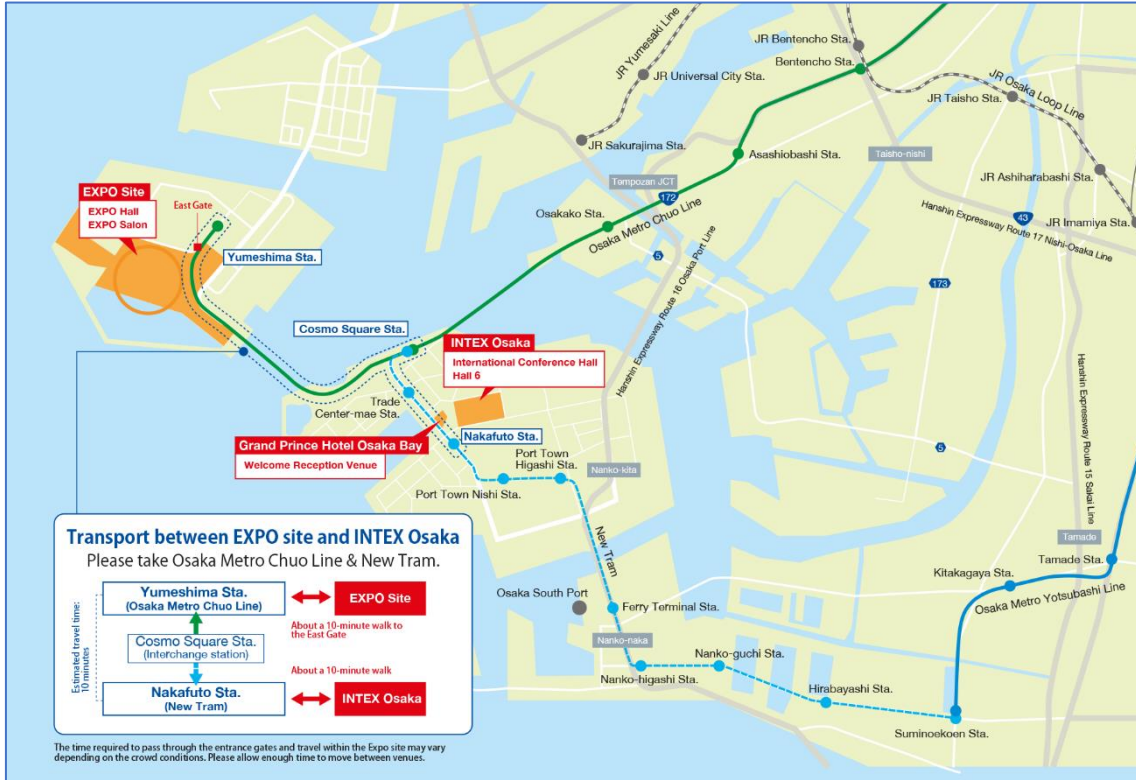 JR Bentencho Sta.
Bentencho Sta.
JR Yumesaki Line
JR Universal City Sta.
JR Osaka Loop Line
JR Taisho Sta.
JR Sakurajima Sta.
Asashiobashi Sta.
Taisho-nishi
JR Ashiharabashi Sta.
Tempozan JCT
172
EXPO Site
EXPO Hall
EXPO Salon
East Gate
Osakako Sta.
Osaka Metro Chuo Line
43
JR Imamiya Sta.
Hanshin Expressway Route 17 Nishi-Osaka Line
Yumeshima Sta.
5
Hanshin Expressway Route 16 Osaka Port Line
173
Cosmo Square Sta.
INTEX Osaka
International Conference Hall
Hall 6
Trade
Center-mae Sta.
Grand Prince Hotel Osaka Bay
Welcome Reception Venue
Nakafuto Sta.
5
Port Town
Higashi Sta.
Nanko-kita
Port Town Nishi Sta.
Hanshin Expressway Route 15 Sakai Line
New Tram
Tamade
Tamade Sta.
Kitakagaya Sta.
Osaka Metro Yotsubashi Line
Osaka South Port
Ferry Terminal Sta.
Nanko-naka
Nanko-guchi Sta.
Nanko-higashi Sta.
Hirabayashi Sta.
Suminoekoen Sta.
Transport between EXPO site and INTEX Osaka
Please take Osaka Metro Chuo Line & New Tram.
Yumeshima Sta.
(Osaka Metro Chuo Line)
EXPO Site
About a 10-minute walk to
the East Gate
Estimated travel time:
10 minutes
Cosmo Square Sta.
(Interchange station)
About a 10-minute walk
Nakafuto Sta.
(New Tram)
INTEX Osaka
The time required to pass through the entrance gates and travel within the Expo site may vary
depending on the crowd conditions. Please allow enough time to move between venues.